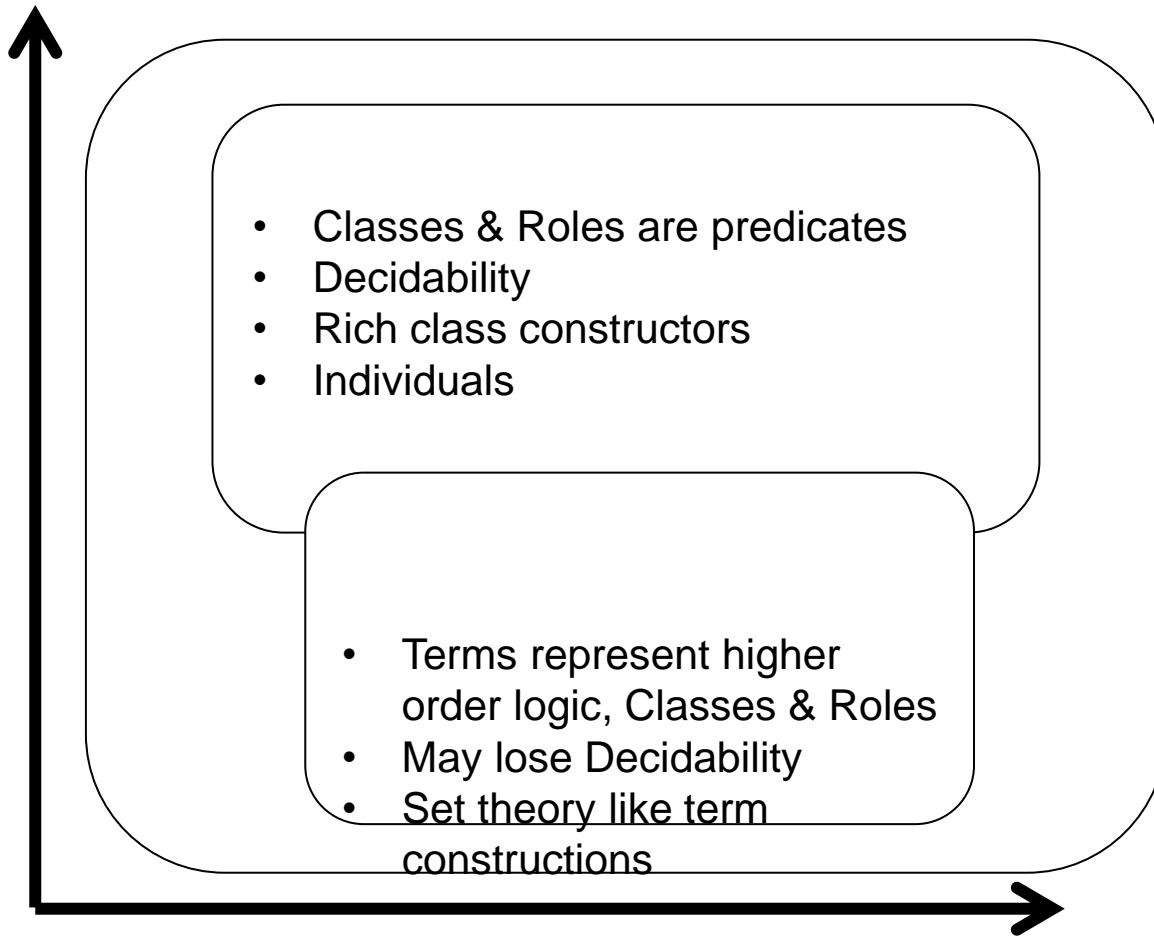 • Classes & Roles are predicates
• Decidability
• Rich class constructors
• Individuals
• Terms represent higher
order logic, Classes & Roles
• May lose Decidability
• Set theory like term
constructions